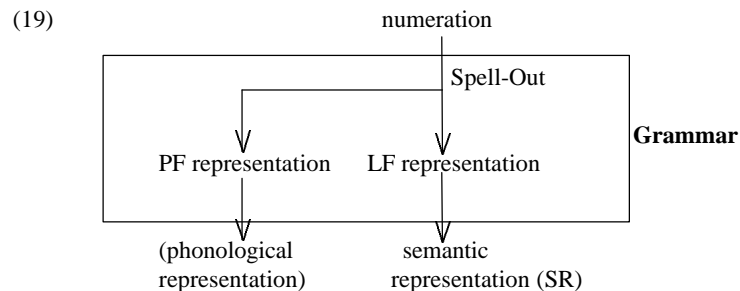 (19) numeration
Spell-Out
Grammar
PF representation LF representation
(phonological semantic
representation) representation (SR)